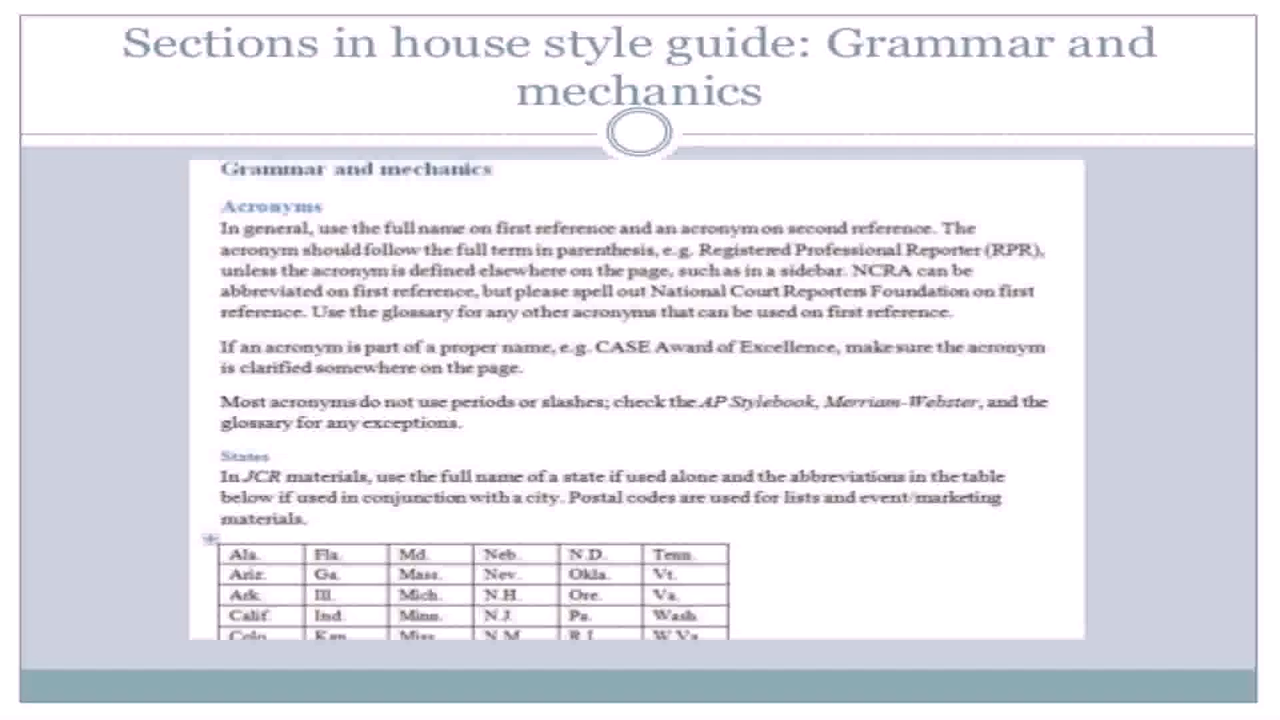 Sections in house style guide: Grammar and
mechanics
Grammar and mechanics
Acronyms
In general, use the full name on first reference and an acronym on second reference. The
acronym should follow the full term in parenthesis, e.g. Registered Professional Reporter (RPR),
unless the acronym is defined elsewhere on the page, such as in a sidebar. NCRA can be
abbreviated on first reference, but please spell out National Court Reporters Foundation on first
reference. Use the glossary for any other acronyms that can be used on first reference.
If an acronym is part of a proper name, e.g. CASE Award of Excellence, make sure the acronym
is clarified somewhere on the page.
Most acronyms do not use periods or slashes; check the AP Stylebook, Merriam-Webster, and the
glossary for any exceptions.
States
In JCR materials, use the full name of a state if used alone and the abbreviations in the table
below if used in conjunction with a city. Postal codes are used for lists and event/marketing
materials.
Ala. Fla. Md. Neb. N.D. Tenn.
Ariz. Ga. Mass. Nev. Okla. Vt.
Ark. Ill. Mich. N.H. Ore. Va.
Calif. Ind. Minn. N.J. Pa. Wash.
Colo. Kan. Miss. N.M. R.I. W.Va.